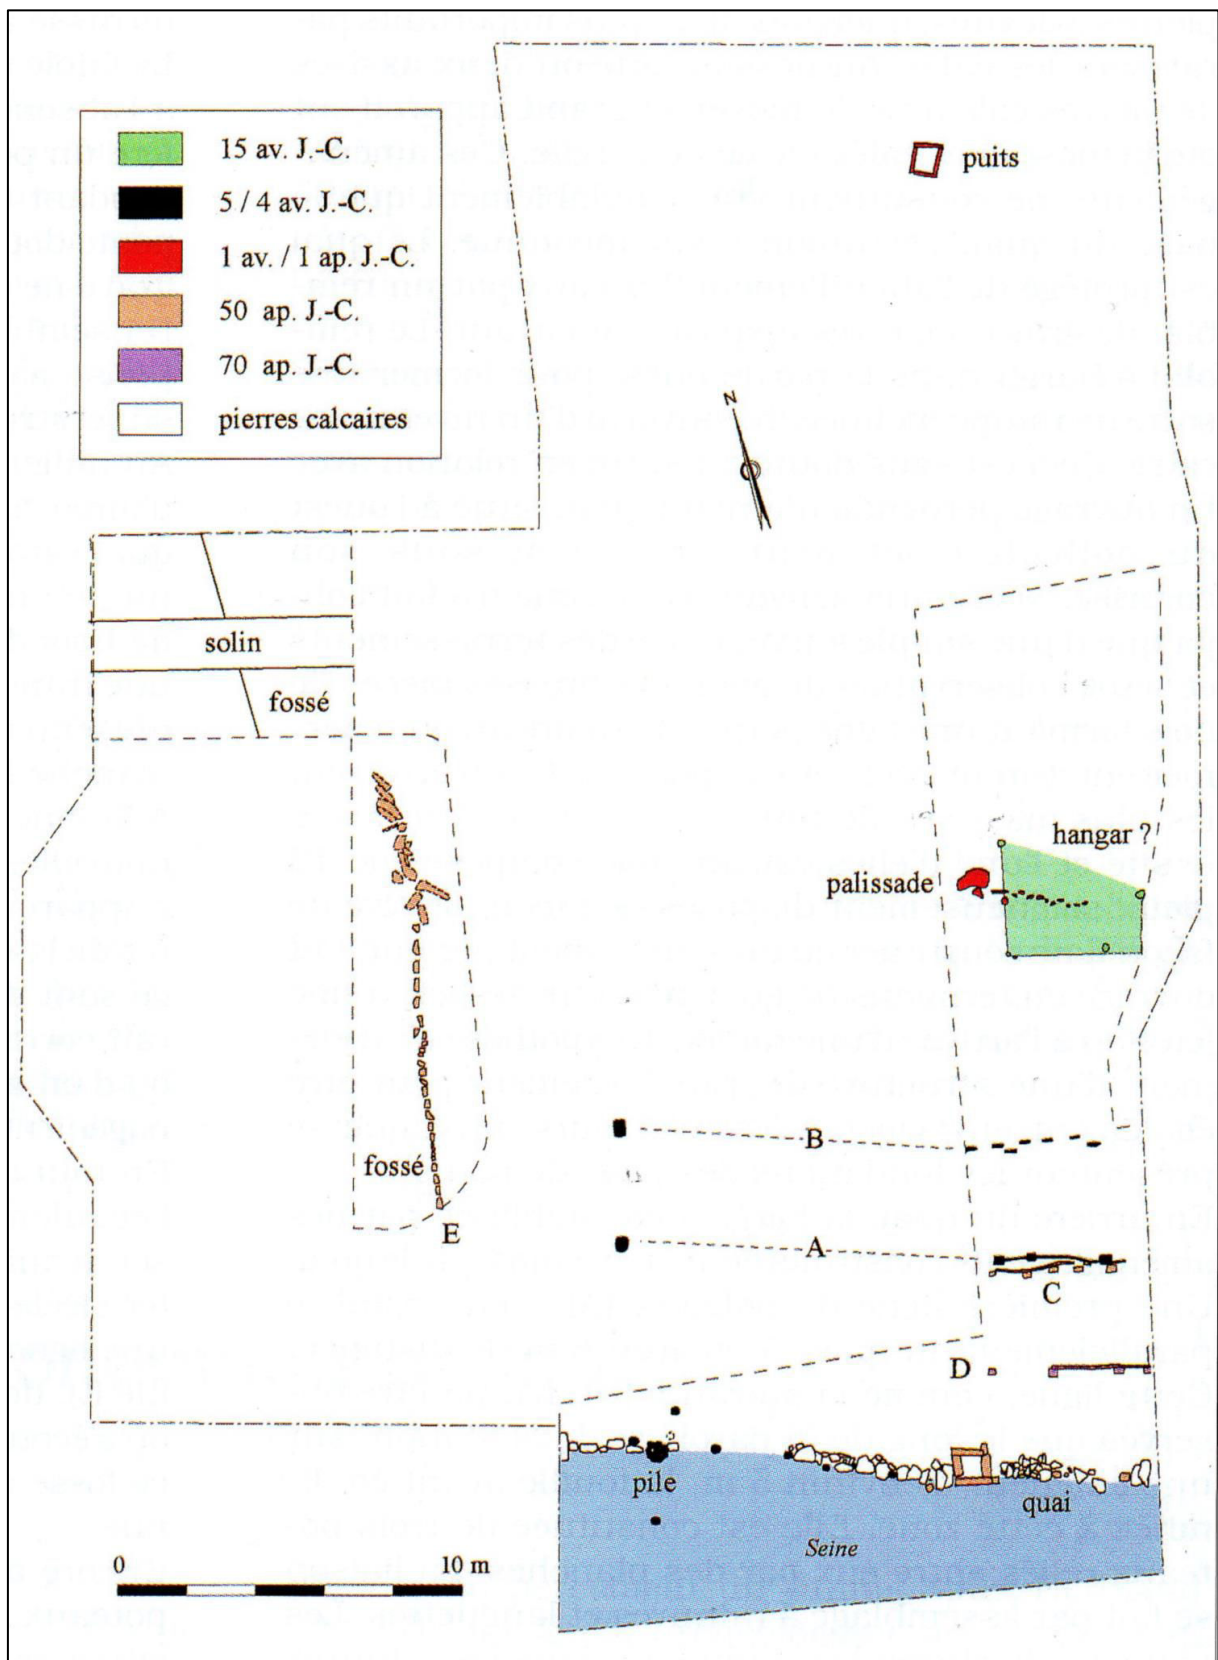 15 av. J.-C.
5 / 4 av. J.-C.
1 av. / 1 ap. J.-C.
50 ap. J.-C.
70 ap. J.-C.
pierres calcaires
puits
N
solin
fossé
hangar ?
palissade
B
fossé
E
A
C
D
pile
quai
Seine
0 10 m